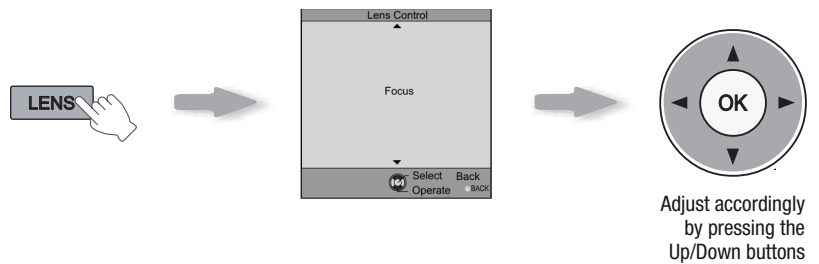 LENS
Lens Control
Focus
Select Back
Operate BACK
OK
Adjust accordingly
by pressing the
Up/Down buttons